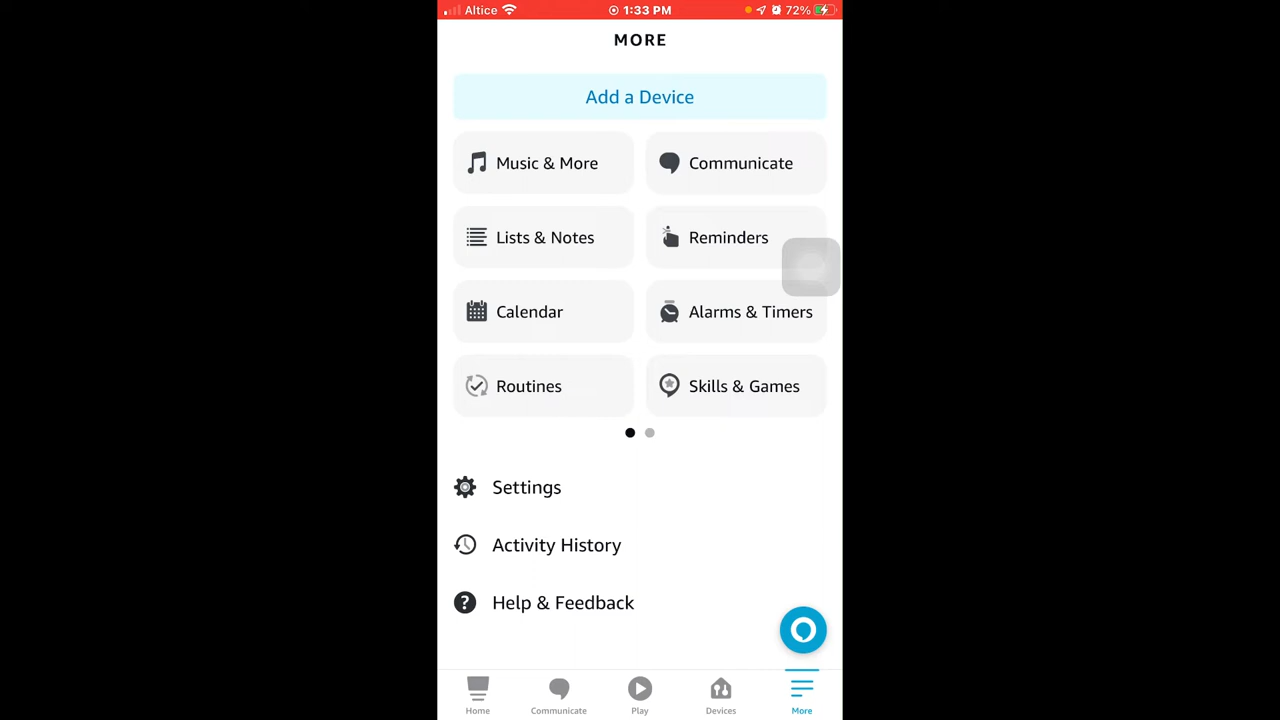 Altice 1:33 PM 72%
MORE
Add a Device
Music & More Communicate
Lists & Notes Reminders
Calendar Alarms & Timers
Routines Skills & Games
Settings
Activity History
? Help & Feedback
Home Communicate Play Devices More